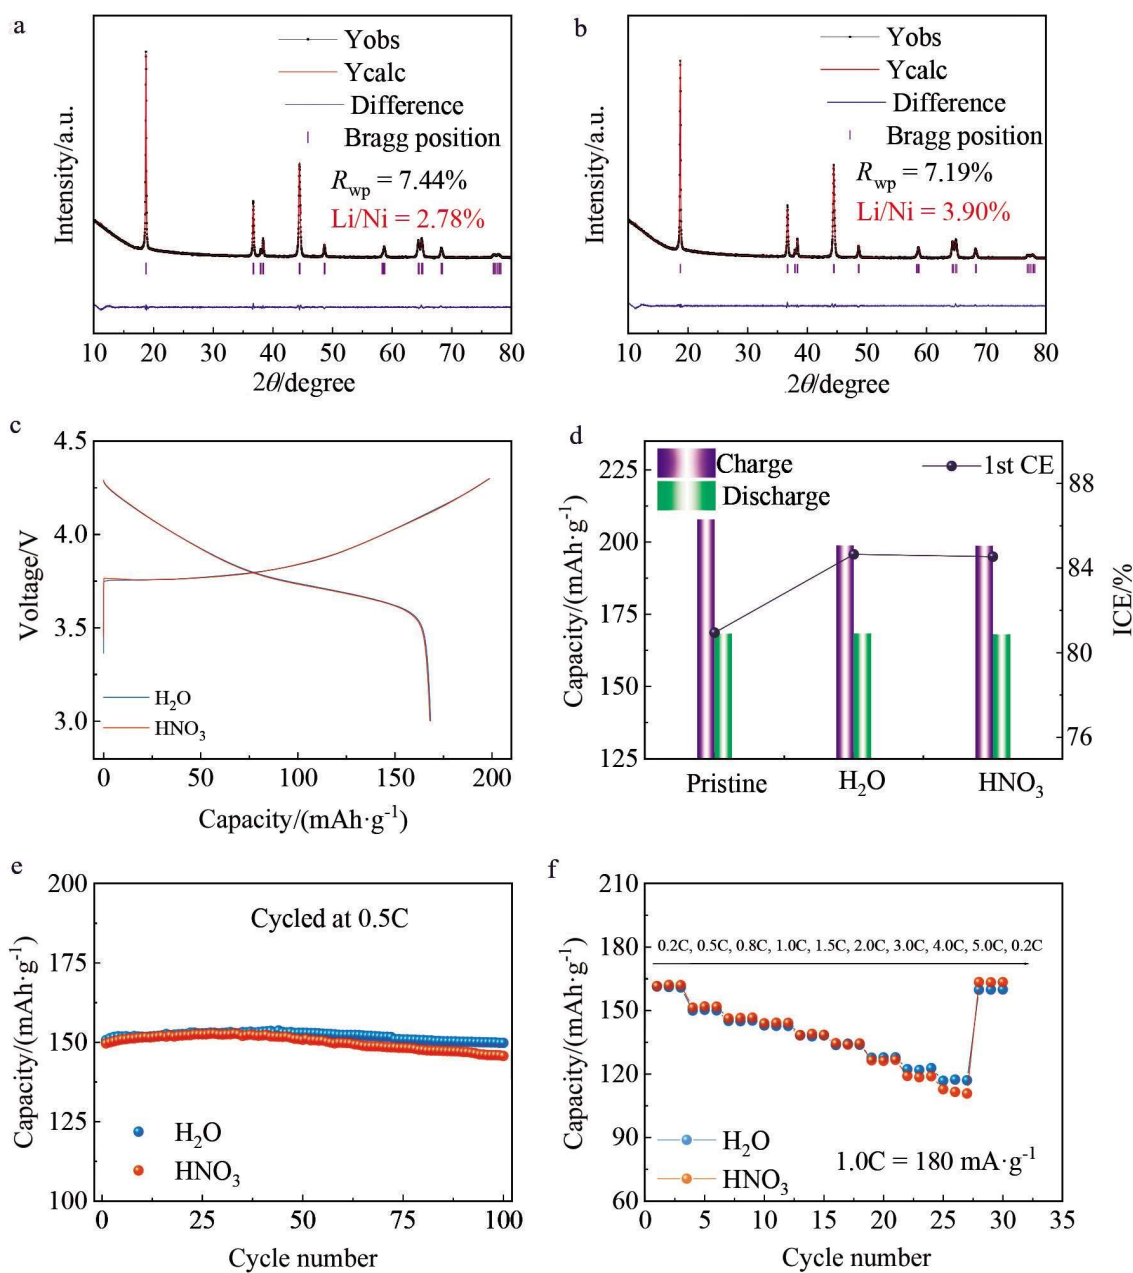 a
Yobs
Ycalc
Difference
Bragg position
Rwp = 7.44%
Li/Ni = 2.78%
Intensity/a.u.
10 20 30 40 50 60 70 80
2θ/degree
b
Yobs
Ycalc
Difference
Bragg position
Rwp = 7.19%
Li/Ni = 3.90%
Intensity/a.u.
10 20 30 40 50 60 70 80
2θ/degree
c
4.5
4.0
3.5
3.0
Voltage/V
H2O
HNO3
0 50 100 150 200
Capacity/(mAh·g-1)
d
Charge
Discharge
1st CE
225
200
175
150
125
Capacity/(mAh·g-1)
88
84
80
76
ICE/%
Pristine H2O HNO3
e
200
175
150
125
100
Capacity/(mAh·g-1)
Cycled at 0.5C
H2O
HNO3
0 25 50 75 100
Cycle number
f
210
180
150
120
90
60
Capacity/(mAh·g-1)
0.2C, 0.5C, 0.8C, 1.0C, 1.5C, 2.0C, 3.0C, 4.0C, 5.0C, 0.2C
H2O
HNO3
1.0C = 180 mA·g-1
0 5 10 15 20 25 30 35
Cycle number